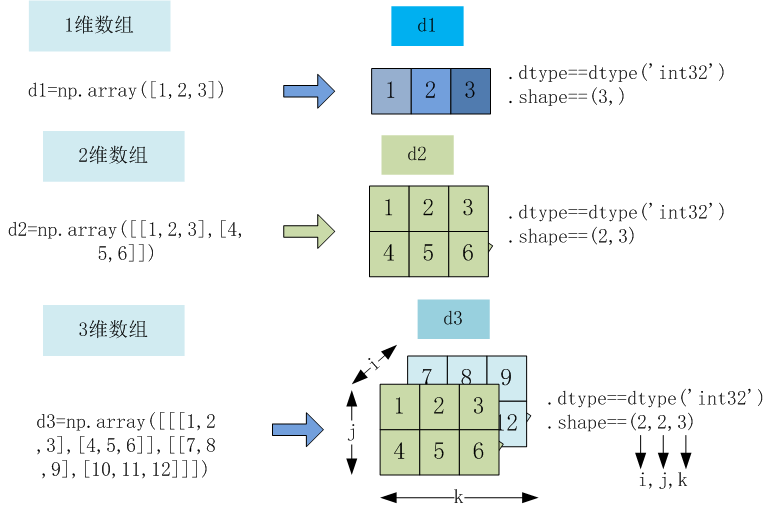 1维数组
d1
d1=np.array([1,2,3])
1 2 3
.dtype==dtype('int32')
.shape==(3,)
2维数组
d2
d2=np.array([[1,2,3],[4,
5,6]])
1 2 3
4 5 6
.dtype==dtype('int32')
.shape==(2,3)
3维数组
d3
d3=np.array([[[1,2
,3],[4,5,6]],[[7,8
,9],[10,11,12]]])
i
j
k
7 8 9
12
1 2 3
4 5 6
.dtype==dtype('int32')
.shape==(2,2,3)
i,j,k